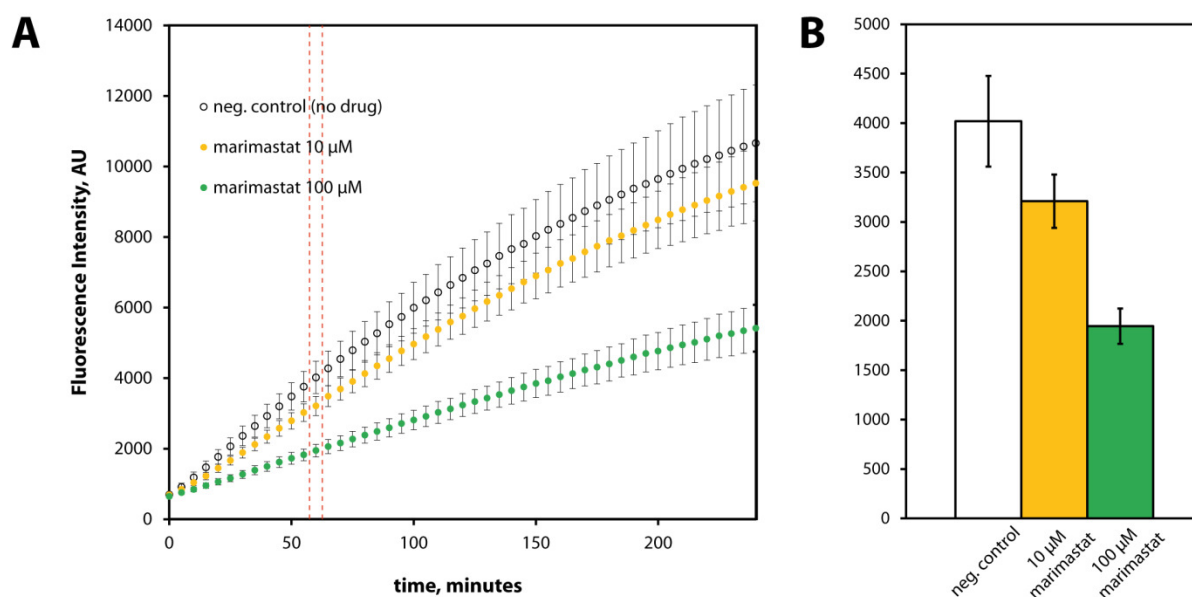 A
14000
12000
10000
8000
6000
4000
2000
0
Fluorescence Intensity, AU
neg. control (no drug)
marimastat 10 µM
marimastat 100 µM
0
50
100
150
200
time, minutes
B
5000
4500
4000
3500
3000
2500
2000
1500
1000
500
0
neg. control
10 µM
marimastat
100 µM
marimastat